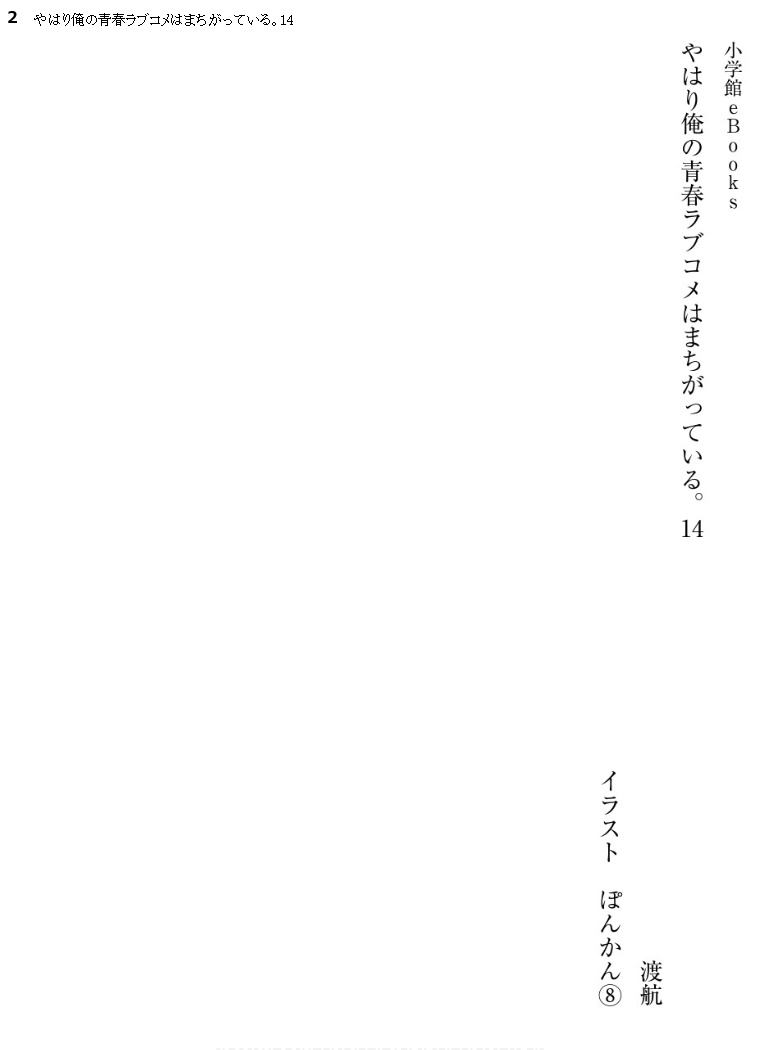 2 やはり俺の青春ラブコメはまちがっている。14
小学館eBooks
やはり俺の青春ラブコメはまちがっている。14
渡航
イラスト　ぽんかん⑧